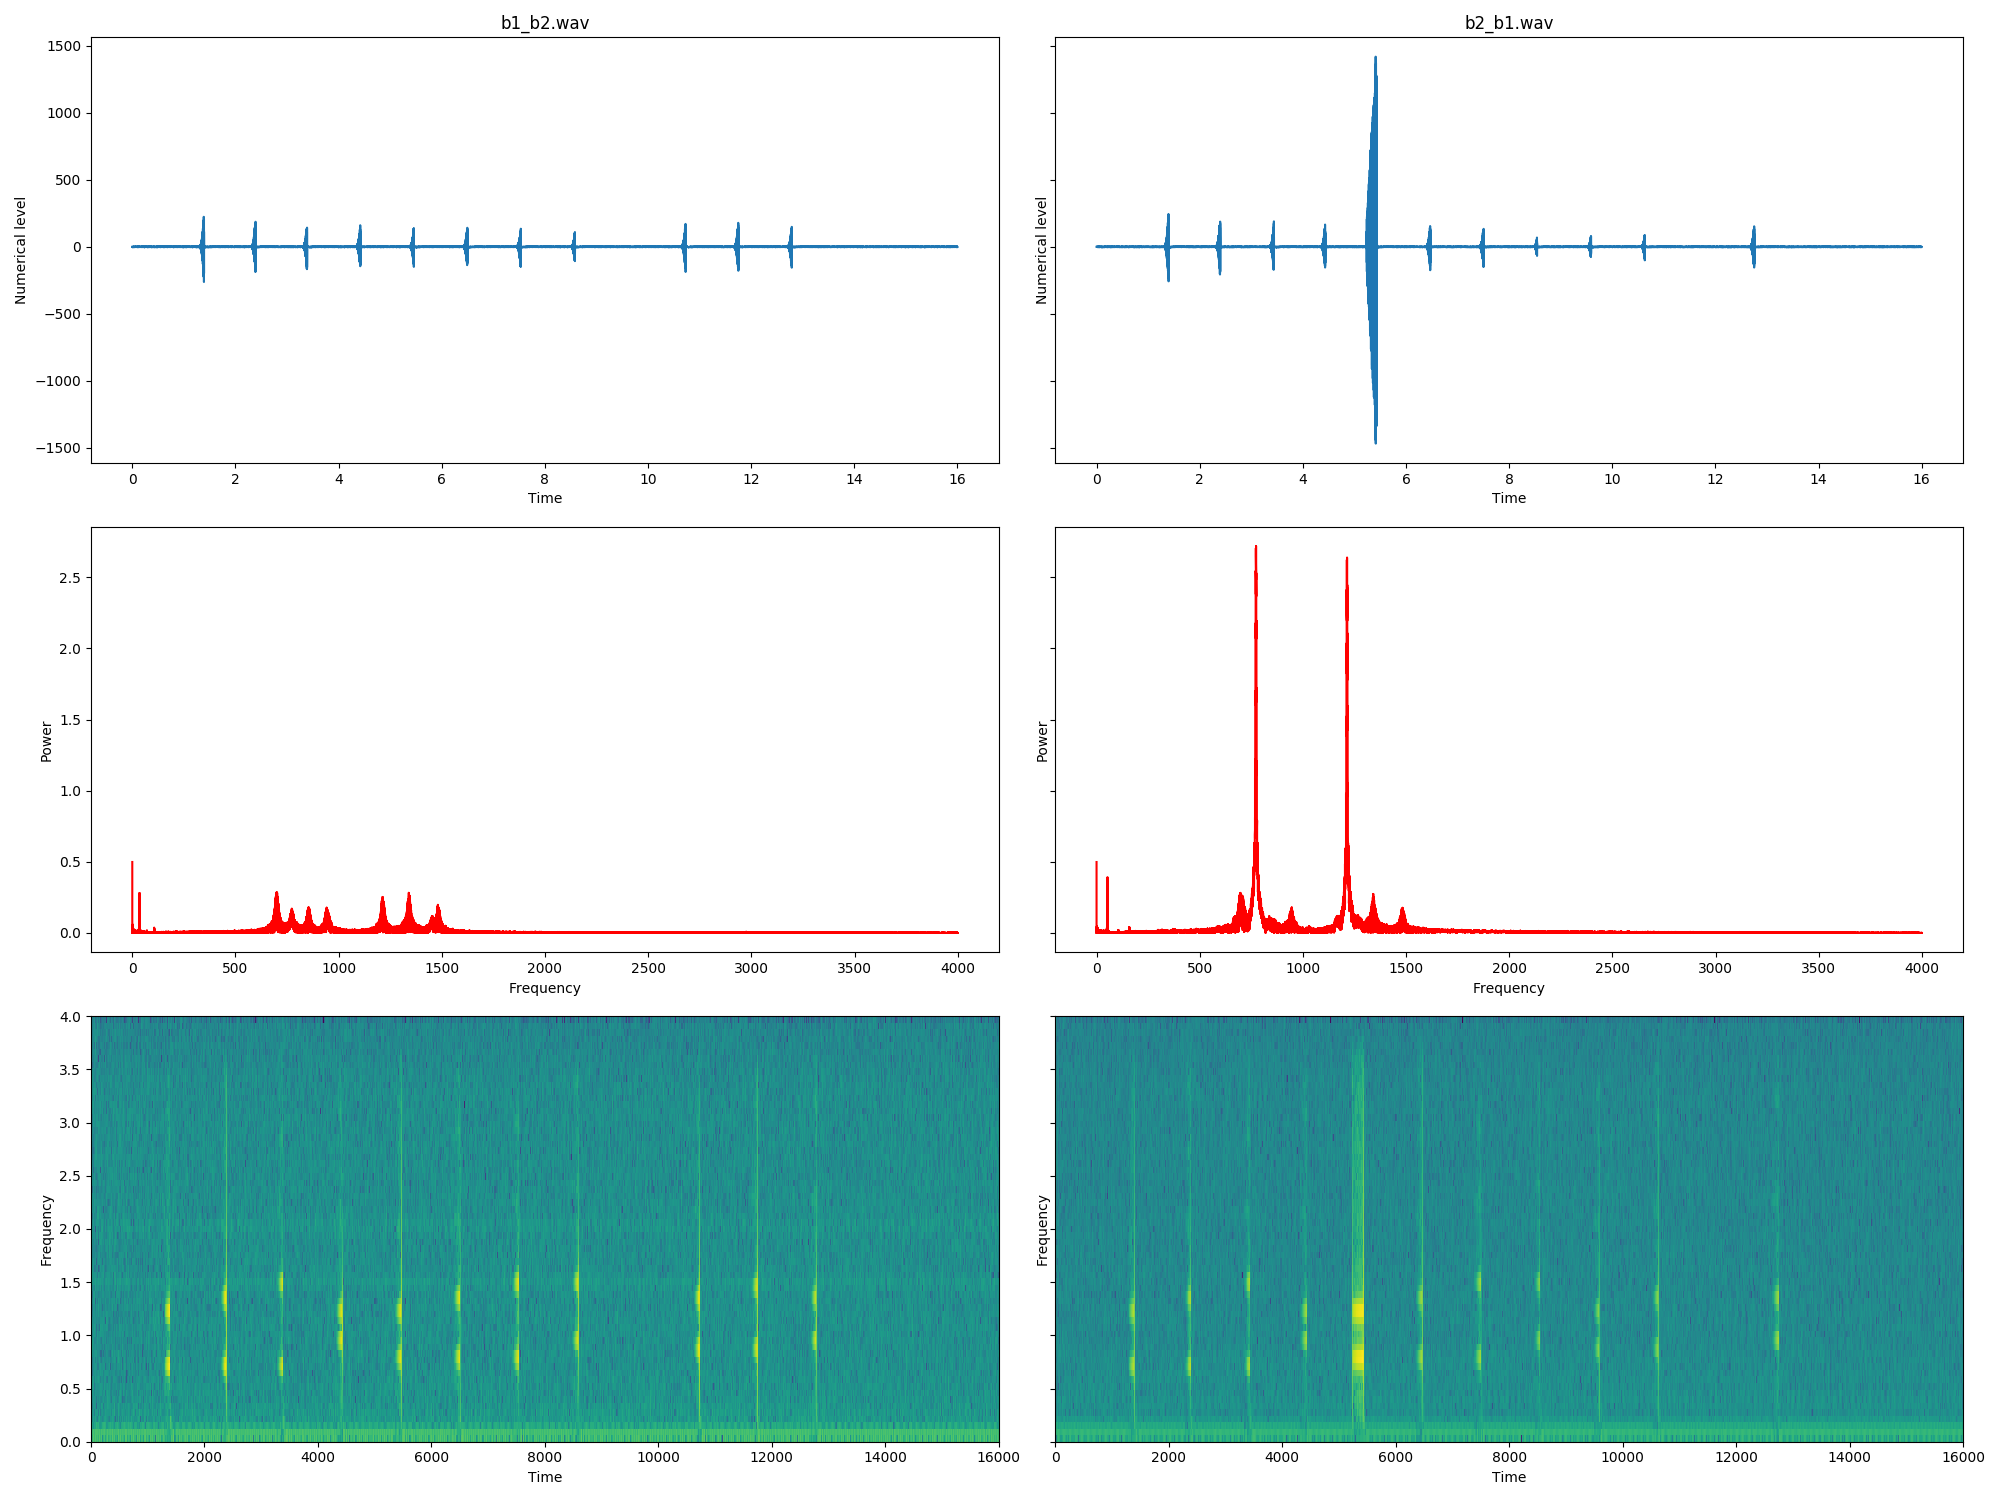 b1_b2.wav
b2_b1.wav
1500
1000
500
0
−500
−1000
−1500
Numerical level
Numerical level
0 2 4 6 8 10 12 14 16
0 2 4 6 8 10 12 14 16
Time
Time
2.5
2.0
1.5
1.0
0.5
0.0
Power
Power
0 500 1000 1500 2000 2500 3000 3500 4000
0 500 1000 1500 2000 2500 3000 3500 4000
Frequency
Frequency
4.0
3.5
3.0
2.5
2.0
1.5
1.0
0.5
0.0
Frequency
Frequency
0 2000 4000 6000 8000 10000 12000 14000 16000
0 2000 4000 6000 8000 10000 12000 14000 16000
Time
Time